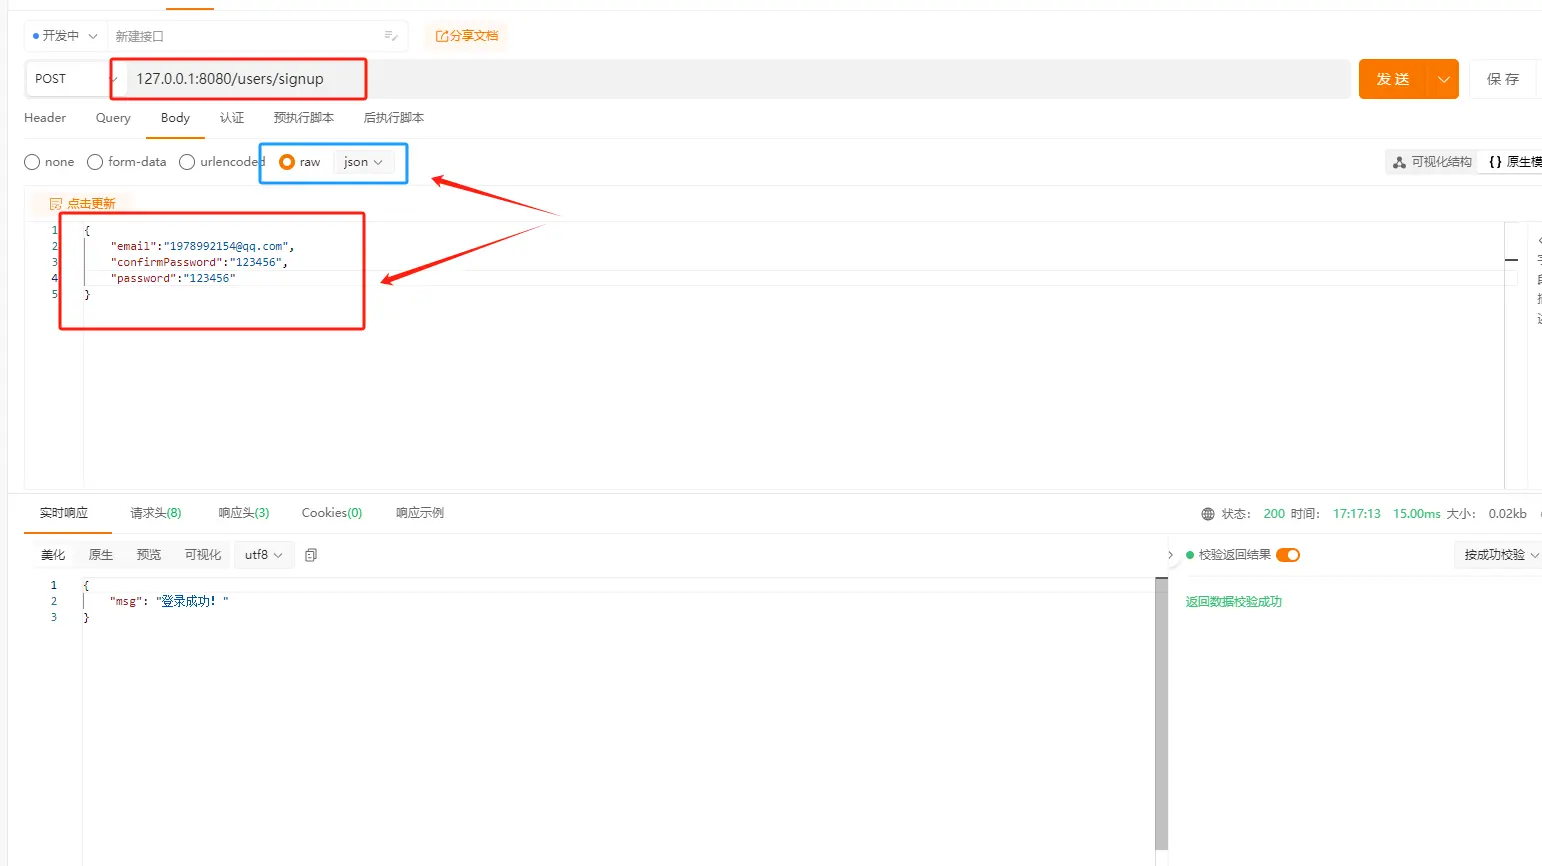 开发中 新建接口 分享文档
POST 127.0.0.1:8080/users/signup 发送 保存
Header Query Body 认证 预执行脚本 后执行脚本
none form-data urlencoded raw json 可视化结构 {} 原生模
点击更新
1 {
2 "email":"1978992154@qq.com",
3 "confirmPassword":"123456",
4 "password":"123456"
5 }
实时响应 请求头(8) 响应头(3) Cookies(0) 响应示例 状态: 200 时间: 17:17:13 15.00ms 大小: 0.02kb
美化 原生 预览 可视化 utf8 校验返回结果 按成功校验
1 {
2 "msg": "登录成功！"
3 }
返回数据校验成功